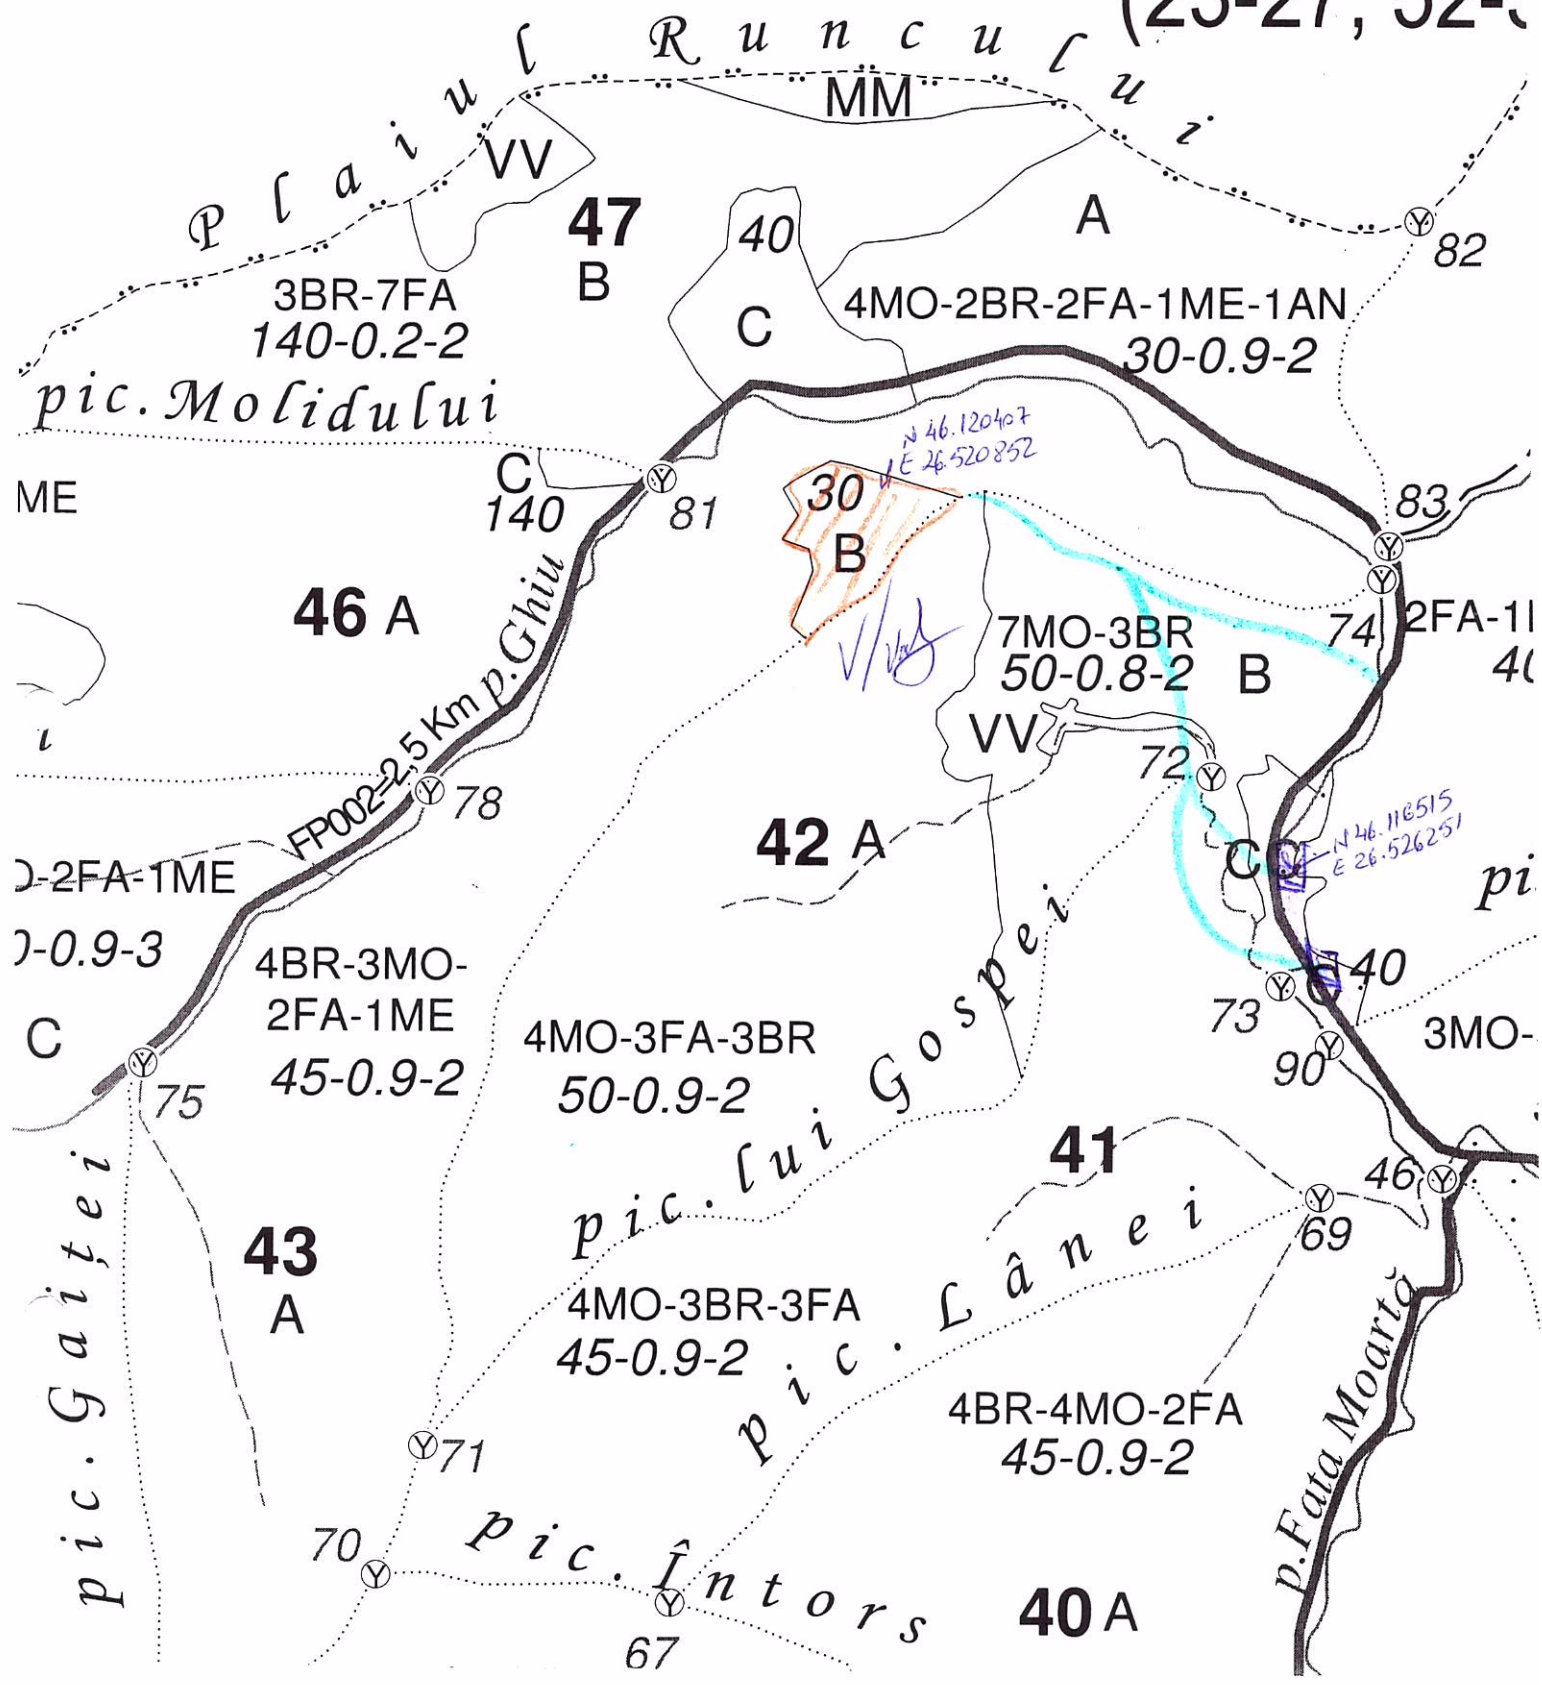 Plaiul Runcului
MM
VV
47
B
40
A
82
3BR-7FA
140-0.2-2
C
4MO-2BR-2FA-1ME-1AN
30-0.9-2
pic.Molidului
N 46.120407
E 26.520852
C
140
ME
81
30
B
83
46 A
7MO-3BR
50-0.8-2
B
74
2FA-1
VV
72
FP002=2,5 Km p.Ghiu
78
42 A
N 46.116515
E 26.526251
C
-2FA-1ME
-0.9-3
4BR-3MO-
2FA-1ME
45-0.9-2
40
C
73
C
4MO-3FA-3BR
50-0.9-2
3MO-
90
75
pic.lui Gospei
41
46
69
pic.Gaiței
43
A
4MO-3BR-3FA
45-0.9-2
pic.Lânei
4BR-4MO-2FA
45-0.9-2
p.Fata Moartă
71
70
pic.Întors
67
40 A